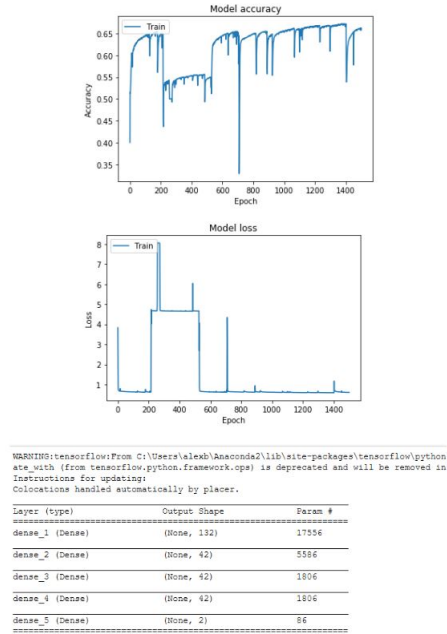 Model accuracy
Train
0.65
0.60
0.55
0.50
0.45
0.40
0.35
Accuracy
0 200 400 600 800 1000 1200 1400
Epoch
Model loss
Train
8
7
6
5
4
3
2
1
Loss
0 200 400 600 800 1000 1200 1400
Epoch
WARNING:tensorflow:From C:\Users\alexb\Anaconda2\lib\site-packages\tensorflow\python
ate_with (from tensorflow.python.framework.ops) is deprecated and will be removed in
Instructions for updating:
Colocations handled automatically by placer.
Layer (type) Output Shape Param #
dense_1 (Dense) (None, 132) 17556
dense_2 (Dense) (None, 42) 5586
dense_3 (Dense) (None, 42) 1806
dense_4 (Dense) (None, 42) 1806
dense_5 (Dense) (None, 2) 86